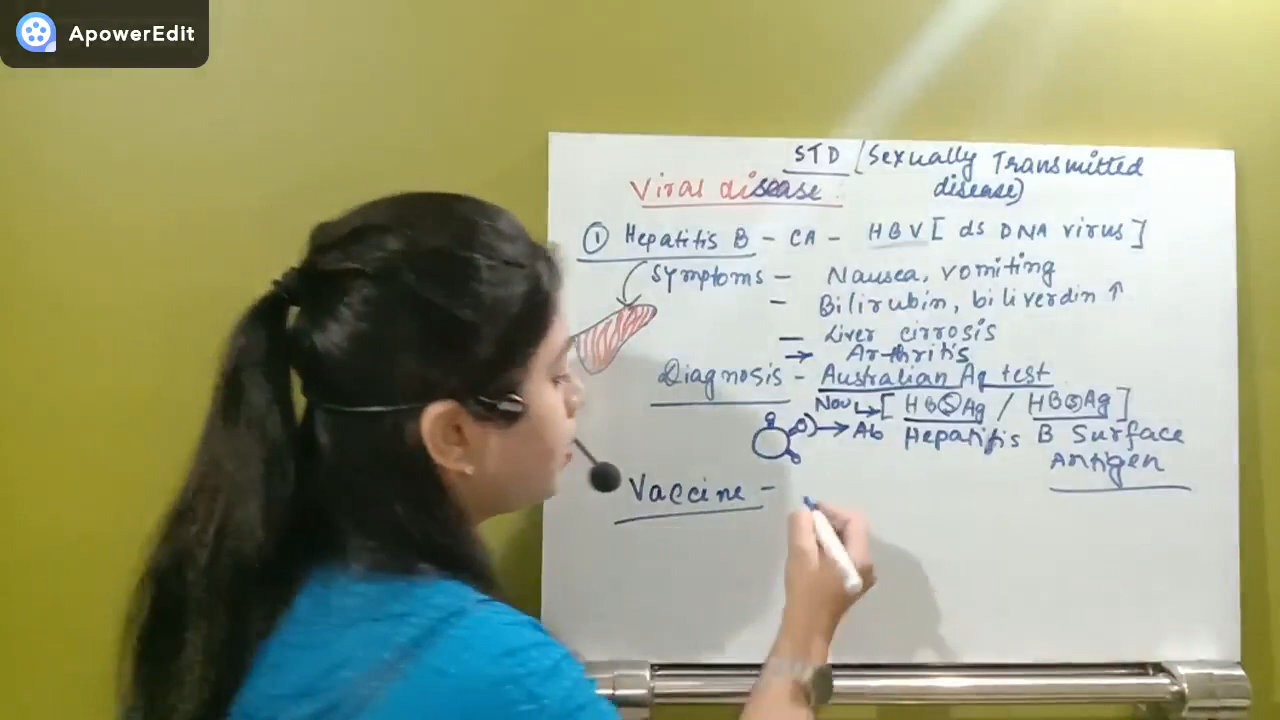 ApowerEdit
STD [Sexually Transmitted
disease)
Viral disease
① Hepatitis B - CA - HBV [ ds DNA virus ]
Symptoms - Nausea, vomiting
- Bilirubin, biliverdin ↑
- Liver cirrosis
→ Arthritis
Diagnosis - Australian Ag test
Nou ↳ [ HBSAg / HBSAg ]
→ Ab Hepatitis B Surface
Antigen
Vaccine -